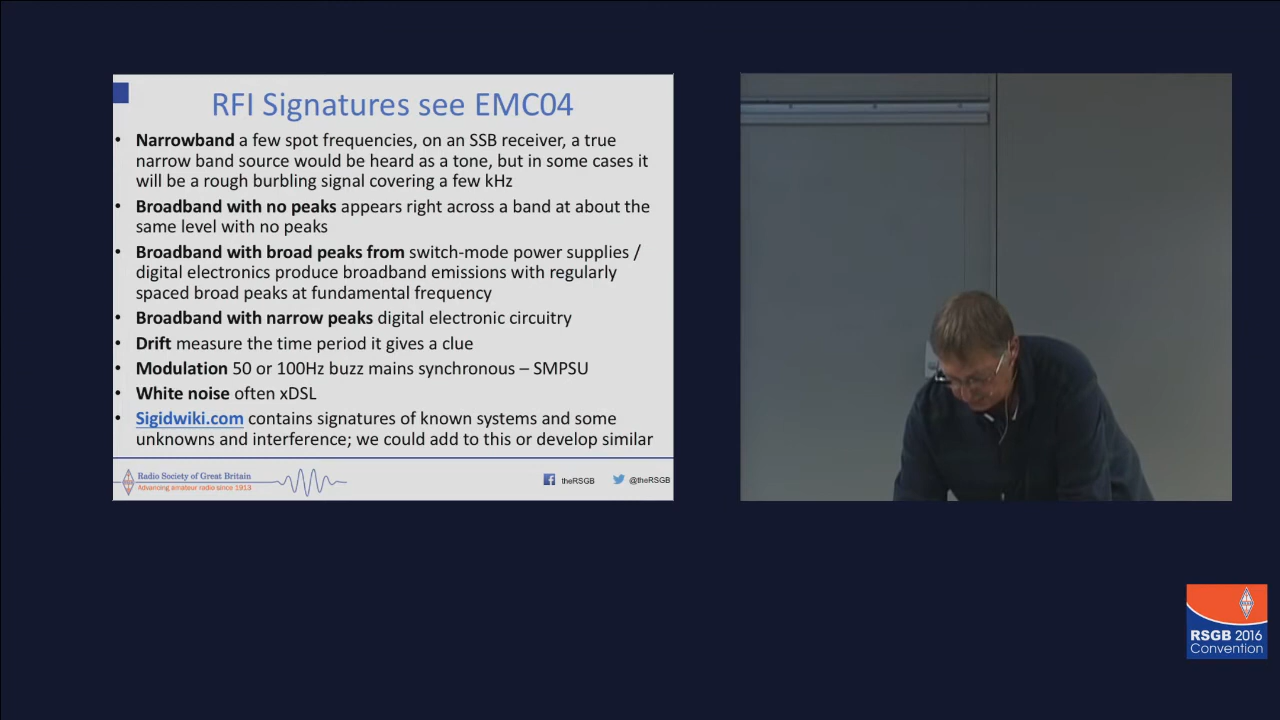 RFI Signatures see EMC04
• Narrowband a few spot frequencies, on an SSB receiver, a true
narrow band source would be heard as a tone, but in some cases it
will be a rough burbling signal covering a few kHz
• Broadband with no peaks appears right across a band at about the
same level with no peaks
• Broadband with broad peaks from switch-mode power supplies /
digital electronics produce broadband emissions with regularly
spaced broad peaks at fundamental frequency
• Broadband with narrow peaks digital electronic circuitry
• Drift measure the time period it gives a clue
• Modulation 50 or 100Hz buzz mains synchronous – SMPSU
• White noise often xDSL
• Sigidwiki.com contains signatures of known systems and some
unknowns and interference; we could add to this or develop similar
Radio Society of Great Britain
Advancing amateur radio since 1913
theRSGB
@theRSGB
RSGB 2016
Convention